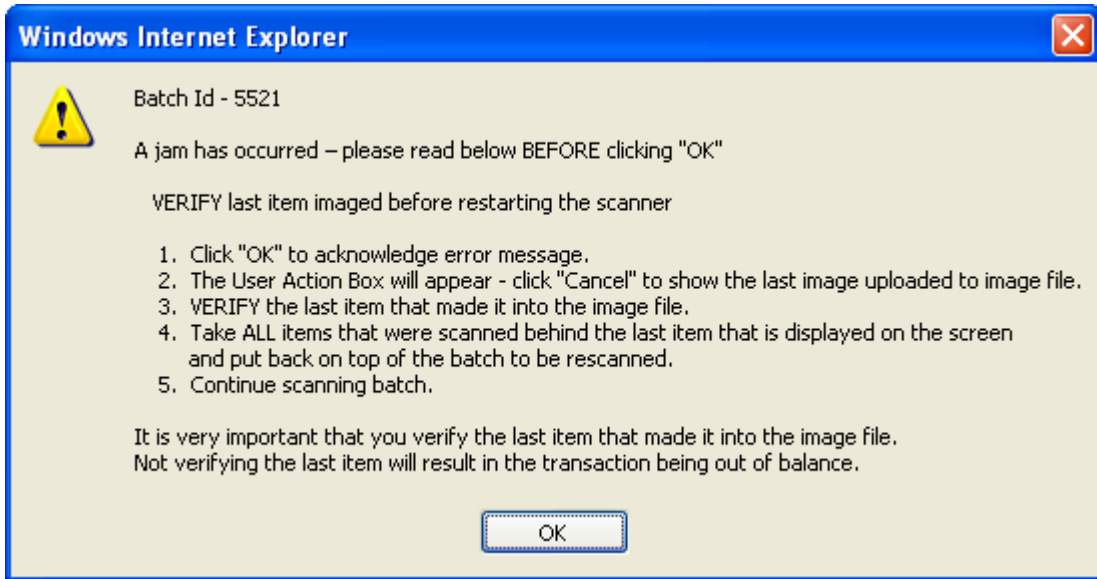 Windows Internet Explorer
Batch Id - 5521
A jam has occurred – please read below BEFORE clicking "OK"
VERIFY last item imaged before restarting the scanner
1. Click "OK" to acknowledge error message.
2. The User Action Box will appear - click "Cancel" to show the last image uploaded to image file.
3. VERIFY the last item that made it into the image file.
4. Take ALL items that were scanned behind the last item that is displayed on the screen
and put back on top of the batch to be rescanned.
5. Continue scanning batch.
It is very important that you verify the last item that made it into the image file.
Not verifying the last item will result in the transaction being out of balance.
OK